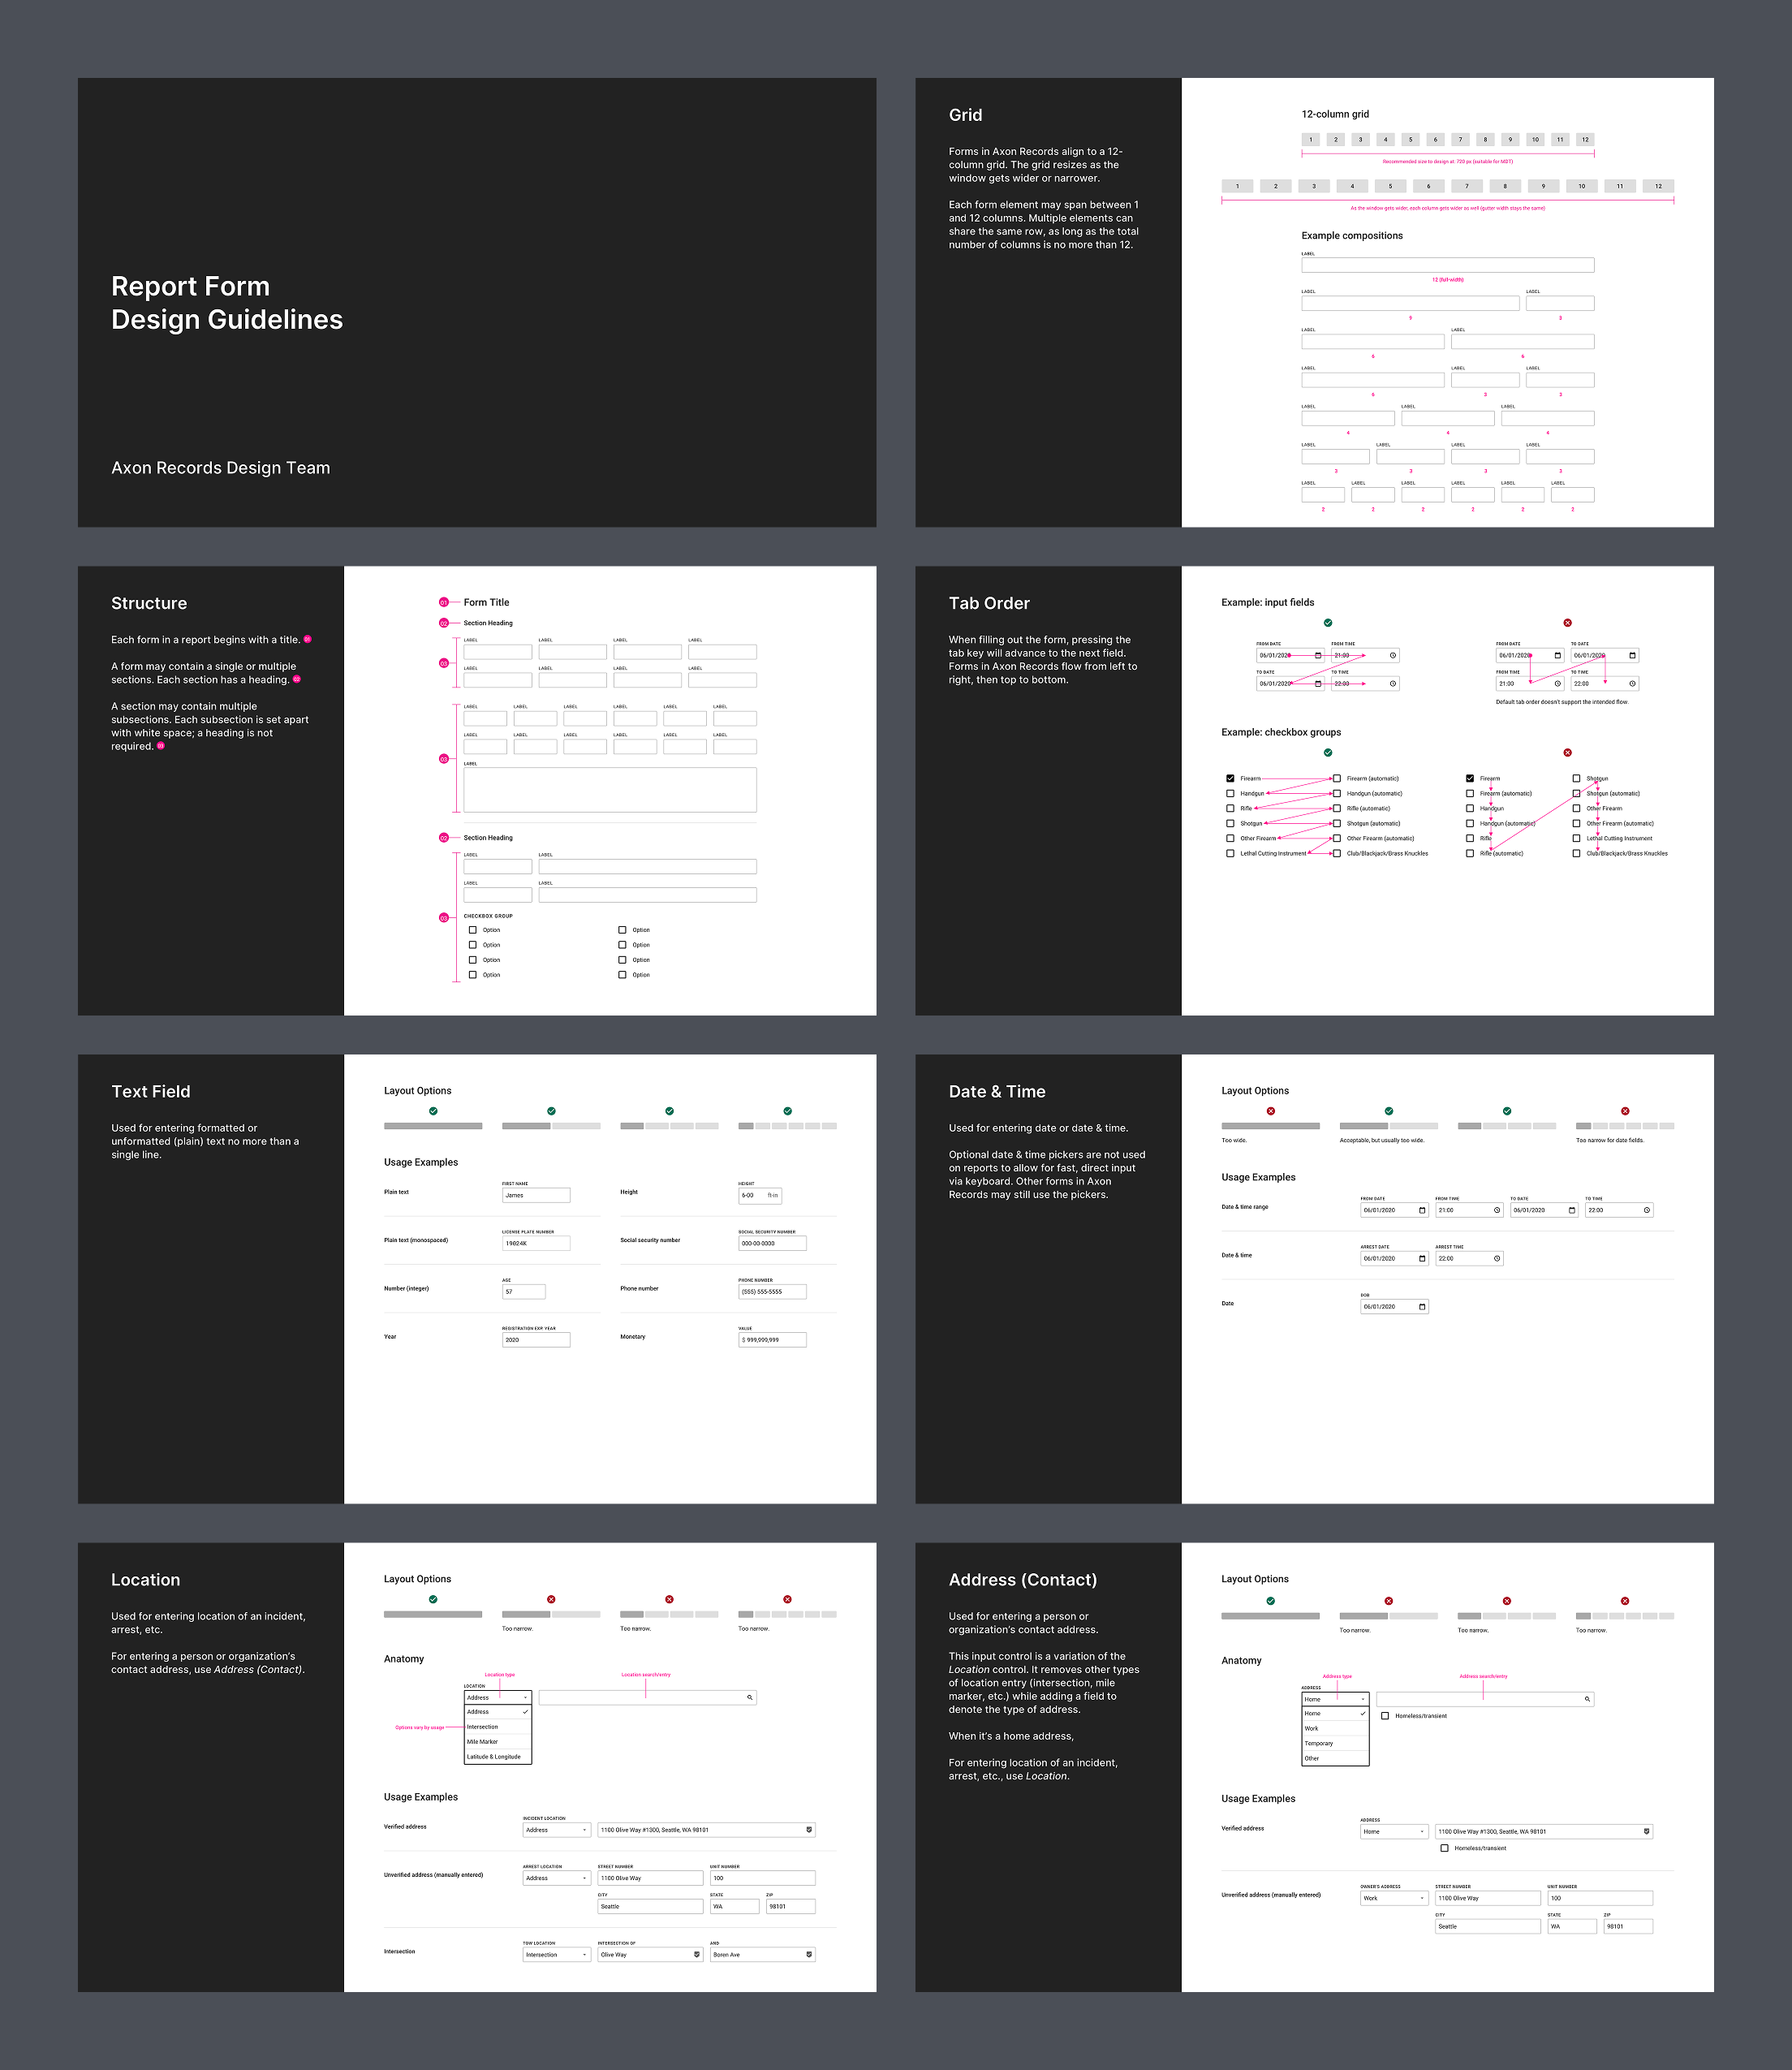 Report Form
Design Guidelines
Axon Records Design Team
Grid
Forms in Axon Records align to a 12-
column grid. The grid resizes as the
window gets wider or narrower.
Each form element may span between 1
and 12 columns. Multiple elements can
share the same row, as long as the total
number of columns is no more than 12.
12-column grid
1 2 3 4 5 6 7 8 9 10 11 12
Recommended size to design at: 720 px (suitable for MDT)
1 2 3 4 5 6 7 8 9 10 11 12
As the window gets wider, each column gets wider as well (gutter width stays the same)
Example compositions
LABEL
12 (full-width)
LABEL LABEL
9 3
LABEL LABEL
6 6
LABEL LABEL LABEL
6 3 3
LABEL LABEL LABEL
4 4 4
LABEL LABEL LABEL LABEL
3 3 3 3
LABEL LABEL LABEL LABEL LABEL LABEL
2 2 2 2 2 2
Structure
Each form in a report begins with a title. 01
A form may contain a single or multiple
sections. Each section has a heading. 02
A section may contain multiple
subsections. Each subsection is set apart
with white space; a heading is not
required. 03
01 Form Title
02 Section Heading
LABEL LABEL LABEL LABEL
03
LABEL LABEL LABEL LABEL
LABEL LABEL LABEL LABEL LABEL LABEL
LABEL LABEL LABEL LABEL LABEL LABEL
03
LABEL
02 Section Heading
LABEL LABEL
LABEL LABEL
03 CHECKBOX GROUP
Option Option
Option Option
Option Option
Option Option
Tab Order
When filling out the form, pressing the
tab key will advance to the next field.
Forms in Axon Records flow from left to
right, then top to bottom.
Example: input fields
FROM DATE FROM TIME FROM DATE TO DATE
06/01/2020 21:00 06/01/2020 06/01/2020
TO DATE TO TIME FROM TIME TO TIME
06/01/2020 22:00 21:00 22:00
Default tab order doesn't support the intended flow.
Example: checkbox groups
Firearm Firearm (automatic) Firearm Shotgun
Handgun Handgun (automatic) Firearm (automatic) Shotgun (automatic)
Rifle Rifle (automatic) Handgun Other Firearm
Shotgun Shotgun (automatic) Handgun (automatic) Other Firearm (automatic)
Other Firearm Other Firearm (automatic) Rifle Lethal Cutting Instrument
Lethal Cutting Instrument Club/Blackjack/Brass Knuckles Rifle (automatic) Club/Blackjack/Brass Knuckles
Text Field
Used for entering formatted or
unformatted (plain) text no more than a
single line.
Layout Options
Usage Examples
FIRST NAME HEIGHT
Plain text James Height 6-00 ft-in
LICENSE PLATE NUMBER SOCIAL SECURITY NUMBER
Plain text (monospaced) 19824K Social security number 000-00-0000
AGE PHONE NUMBER
Number (integer) 57 Phone number (555) 555-5555
REGISTRATION EXP. YEAR VALUE
Year 2020 Monetary $ 999,999,999
Date & Time
Used for entering date or date & time.
Optional date & time pickers are not used
on reports to allow for fast, direct input
via keyboard. Other forms in Axon
Records may still use the pickers.
Layout Options
Too wide. Acceptable, but usually too wide. Too narrow for date fields.
Usage Examples
FROM DATE FROM TIME TO DATE TO TIME
Date & time range 06/01/2020 21:00 06/01/2020 22:00
ARREST DATE ARREST TIME
Date & time 06/01/2020 22:00
DOB
Date 06/01/2020
Location
Used for entering location of an incident,
arrest, etc.
For entering a person or organization's
contact address, use Address (Contact).
Layout Options
Too narrow. Too narrow. Too narrow.
Anatomy
Location type Location search/entry
LOCATION
Address
Address
Options vary by usage Intersection
Mile Marker
Latitude & Longitude
Usage Examples
INCIDENT LOCATION
Verified address Address 1100 Olive Way #1300, Seattle, WA 98101
ARREST LOCATION STREET NUMBER UNIT NUMBER
Unverified address (manually entered) Address 1100 Olive Way 100
CITY STATE ZIP
Seattle WA 98101
TOW LOCATION INTERSECTION OF AND
Intersection Intersection Olive Way Boren Ave
Address (Contact)
Used for entering a person or
organization's contact address.
This input control is a variation of the
Location control. It removes other types
of location entry (intersection, mile
marker, etc.) while adding a field to
denote the type of address.
When it's a home address,
For entering location of an incident,
arrest, etc., use Location.
Layout Options
Too narrow. Too narrow. Too narrow.
Anatomy
Address type Address search/entry
ADDRESS
Home
Home Homeless/transient
Work
Temporary
Other
Usage Examples
ADDRESS
Verified address Home 1100 Olive Way #1300, Seattle, WA 98101
Homeless/transient
OWNER'S ADDRESS STREET NUMBER UNIT NUMBER
Unverified address (manually entered) Work 1100 Olive Way 100
CITY STATE ZIP
Seattle WA 98101